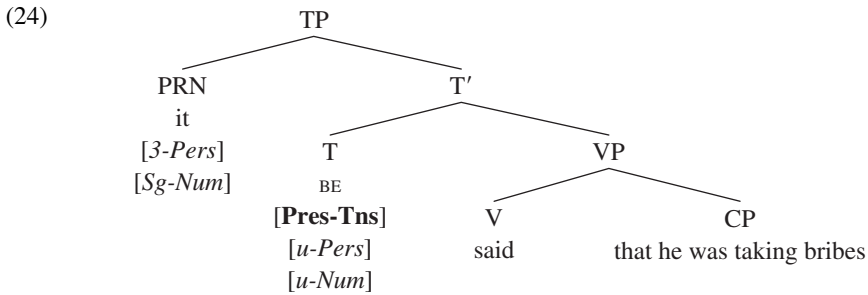 (24) TP
PRN T′
it
[3-Pers] T VP
[Sg-Num] BE
[Pres-Tns] V CP
[u-Pers] said that he was taking bribes
[u-Num]